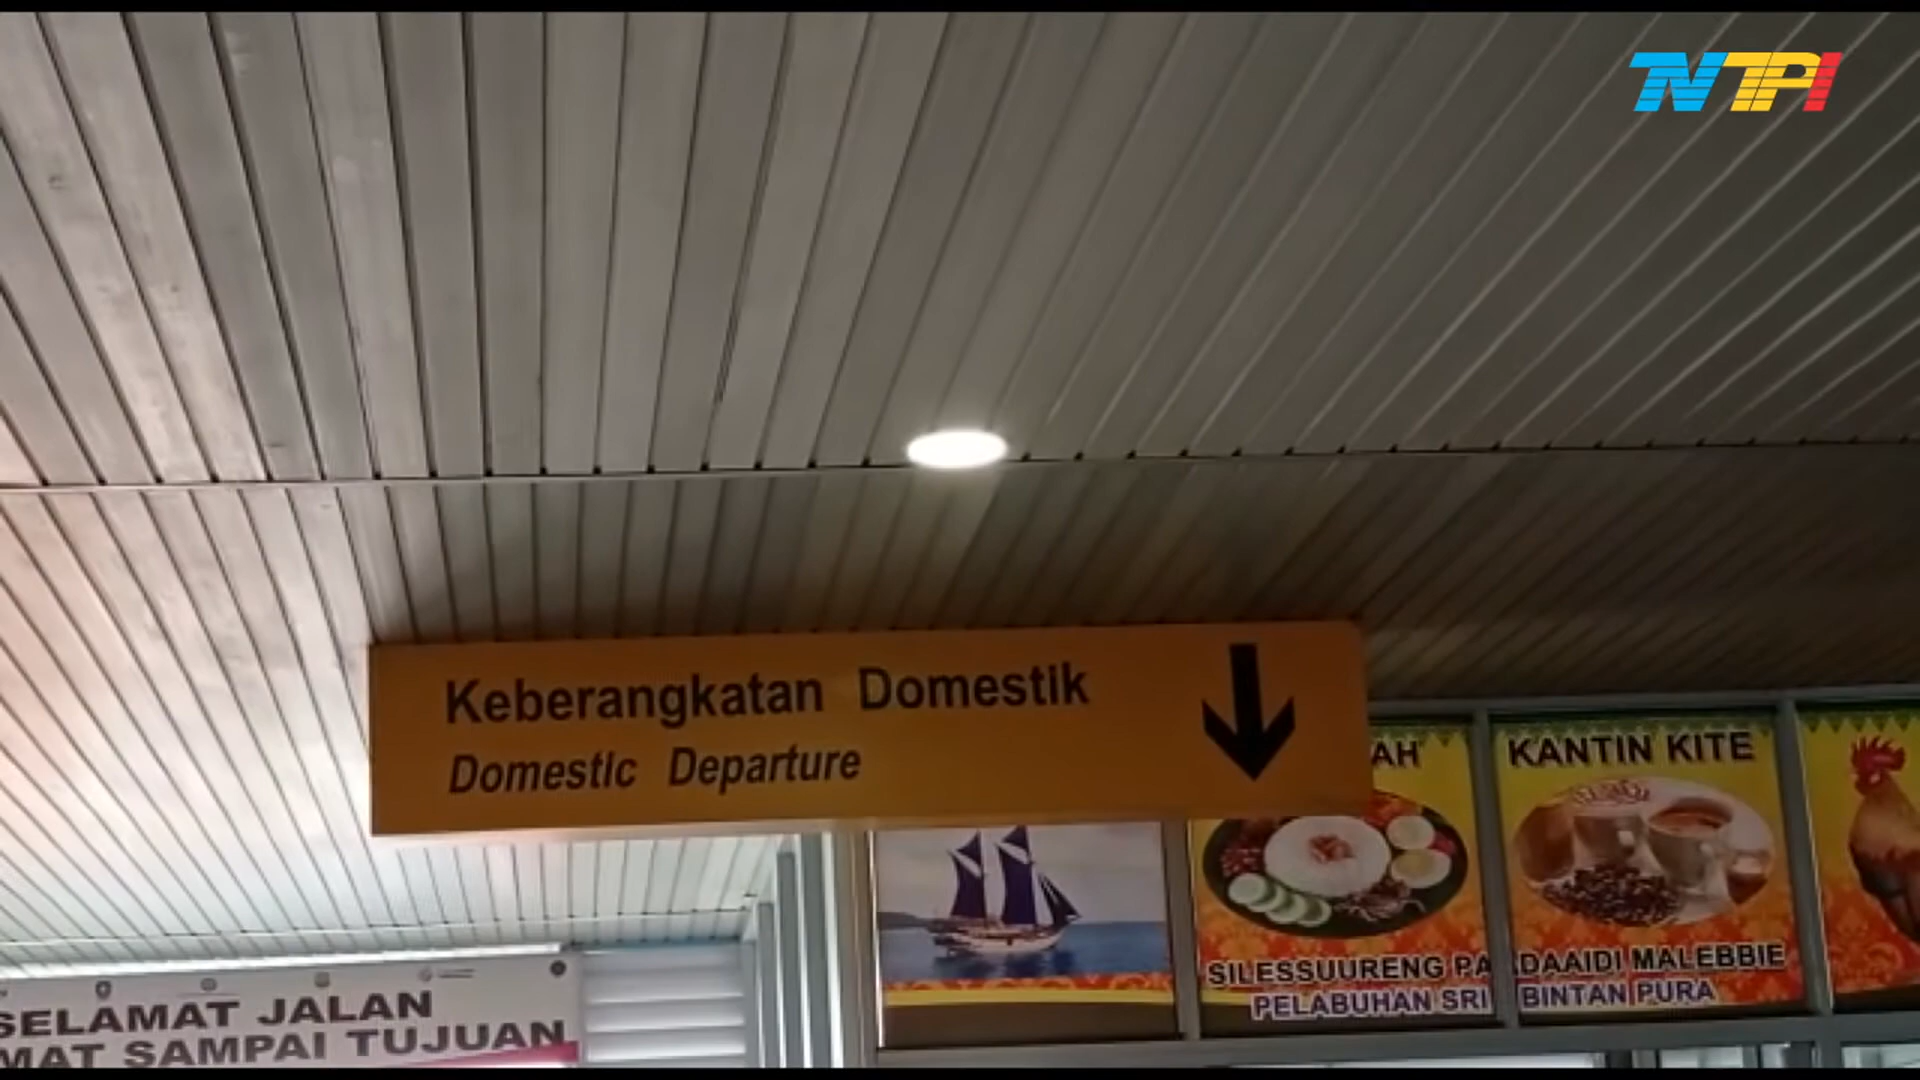 TVTPI
Keberangkatan Domestik
Domestic Departure
AH
KANTIN KITE
SILESSUURENG PA DAAIDI MALEBBIE
PELABUHAN SRI BINTAN PURA
SELAMAT JALAN
MAT SAMPAI TUJUAN